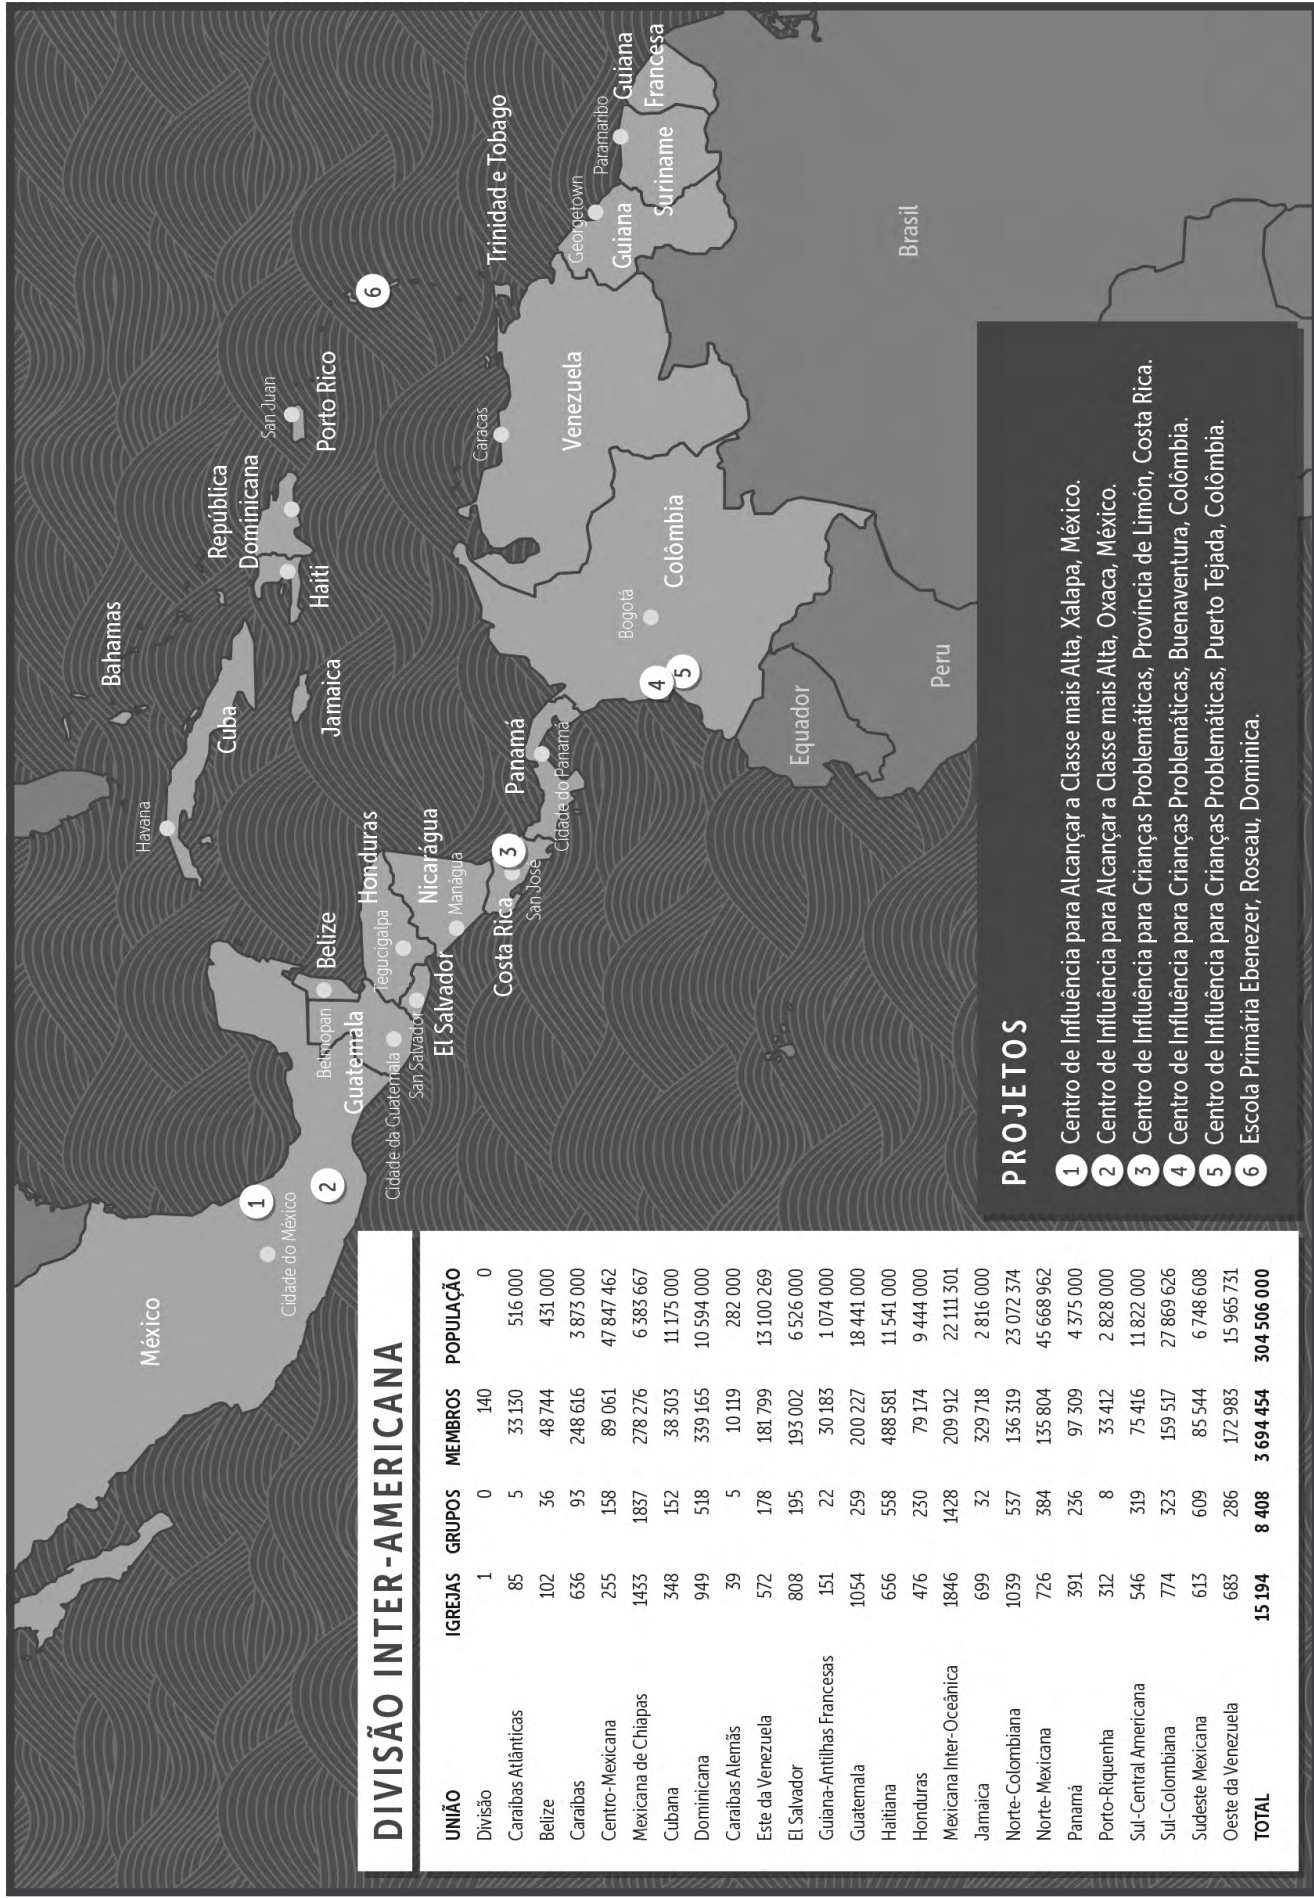 México
Cidade do México
Havana
Bahamas
Cuba
Jamaica
Haiti
República
Dominicana
San Juan
Porto Rico
Belize
Belmopan
Guatemala
Cidade da Guatemala
Honduras
Tegucigalpa
San Salvador
El Salvador
Nicarágua
Manágua
Costa Rica
San José
Panamá
Cidade do Panamá
Caracas
Venezuela
Trinidad e Tobago
Georgetown
Guiana
Paramaribo
Suriname
Guiana
Francesa
Bogotá
Colômbia
Equador
Peru
Brasil
1
2
3
4
5
6
DIVISÃO INTER-AMERICANA
UNIÃO IGREJAS GRUPOS MEMBROS POPULAÇÃO
Divisão 1 0 140 0
Caraíbas Atlânticas 85 5 33 130 516 000
Belize 102 36 48 744 431 000
Caraíbas 636 93 248 616 3 873 000
Centro-Mexicana 255 158 89 061 47 847 462
Mexicana de Chiapas 1433 1837 278 276 6 383 667
Cubana 348 152 38 303 11 175 000
Dominicana 949 518 339 165 10 594 000
Caraíbas Alemãs 39 5 10 119 282 000
Este da Venezuela 572 178 181 799 13 100 269
El Salvador 808 195 193 002 6 526 000
Guiana-Antilhas Francesas 151 22 30 183 1 074 000
Guatemala 1054 259 200 227 18 441 000
Haitiana 656 558 488 581 11 541 000
Honduras 476 230 79 174 9 444 000
Mexicana Inter-Oceânica 1846 1428 209 912 22 111 301
Jamaica 699 32 329 718 2 816 000
Norte-Colombiana 1039 537 136 319 23 072 374
Norte-Mexicana 726 384 135 804 45 668 962
Panamá 391 236 97 309 4 375 000
Porto-Riquenha 312 8 33 412 2 828 000
Sul-Central Americana 546 319 75 416 11 822 000
Sul-Colombiana 774 323 159 517 27 869 626
Sudeste Mexicana 613 609 85 544 6 748 608
Oeste da Venezuela 683 286 172 983 15 965 731
TOTAL 15 194 8 408 3 694 454 304 506 000
PROJETOS
1 Centro de Influência para Alcançar a Classe mais Alta, Xalapa, México.
2 Centro de Influência para Alcançar a Classe mais Alta, Oxaca, México.
3 Centro de Influência para Crianças Problemáticas, Província de Limón, Costa Rica.
4 Centro de Influência para Crianças Problemáticas, Buenaventura, Colômbia.
5 Centro de Influência para Crianças Problemáticas, Puerto Tejada, Colômbia.
6 Escola Primária Ebenezer, Roseau, Dominica.